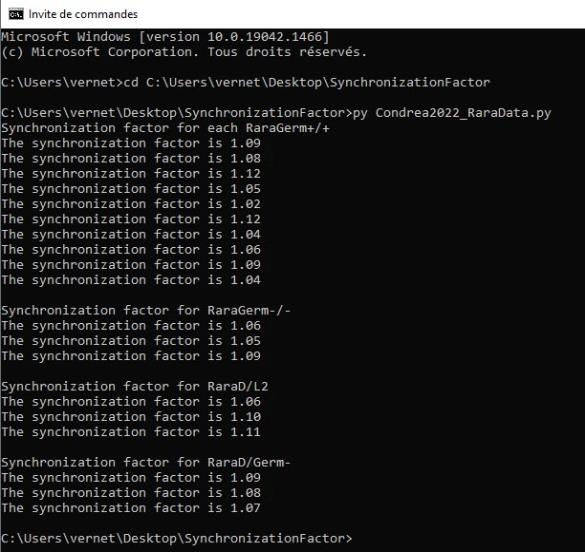 Invite de commandes
Microsoft Windows [version 10.0.19042.1466]
(c) Microsoft Corporation. Tous droits réservés.
C:\Users\vernet>cd C:\Users\vernet\Desktop\SynchronizationFactor
C:\Users\vernet\Desktop\SynchronizationFactor>py Condrea2022_RaraData.py
Synchronization factor for each RaraGerm+/+
The synchronization factor is 1.09
The synchronization factor is 1.08
The synchronization factor is 1.12
The synchronization factor is 1.05
The synchronization factor is 1.02
The synchronization factor is 1.12
The synchronization factor is 1.04
The synchronization factor is 1.06
The synchronization factor is 1.09
The synchronization factor is 1.04
Synchronization factor for RaraGerm-/-
The synchronization factor is 1.06
The synchronization factor is 1.05
The synchronization factor is 1.09
Synchronization factor for RaraD/L2
The synchronization factor is 1.06
The synchronization factor is 1.10
The synchronization factor is 1.11
Synchronization factor for RaraD/Germ-
The synchronization factor is 1.09
The synchronization factor is 1.08
The synchronization factor is 1.07
C:\Users\vernet\Desktop\SynchronizationFactor>